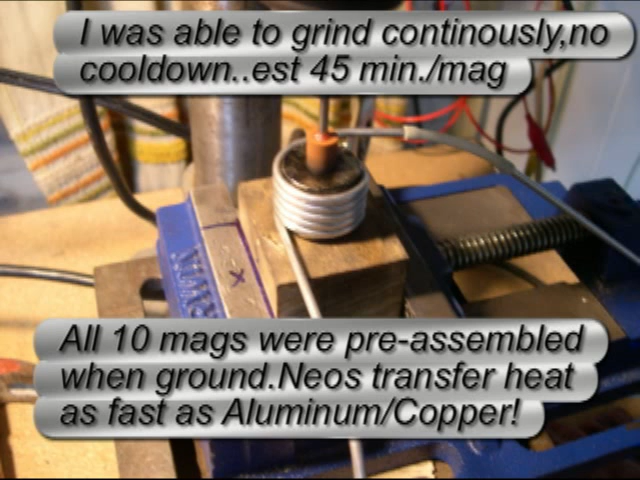 I was able to grind continously,no
cooldown..est 45 min./mag
x
All 10 mags were pre-assembled
when ground.Neos transfer heat
as fast as Aluminum/Copper!